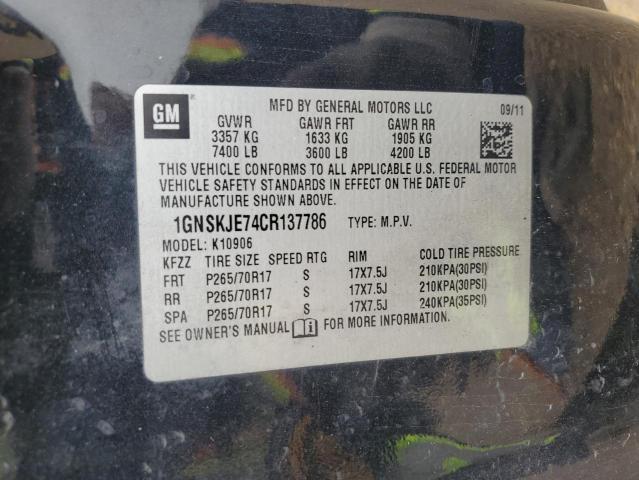 GM
MFD BY GENERAL MOTORS LLC 09/11
GVWR GAWR FRT GAWR RR
3357 KG 1633 KG 1905 KG
7400 LB 3600 LB 4200 LB
THIS VEHICLE CONFORMS TO ALL APPLICABLE U.S. FEDERAL MOTOR
VEHICLE SAFETY STANDARDS IN EFFECT ON THE DATE OF
MANUFACTURE SHOWN ABOVE.
1GNSKJE74CR137786 TYPE: M.P.V.
MODEL: K10906
KFZZ TIRE SIZE SPEED RTG RIM COLD TIRE PRESSURE
FRT P265/70R17 S 17X7.5J 210KPA(30PSI)
RR P265/70R17 S 17X7.5J 210KPA(30PSI)
SPA P265/70R17 S 17X7.5J 240KPA(35PSI)
SEE OWNER'S MANUAL FOR MORE INFORMATION.